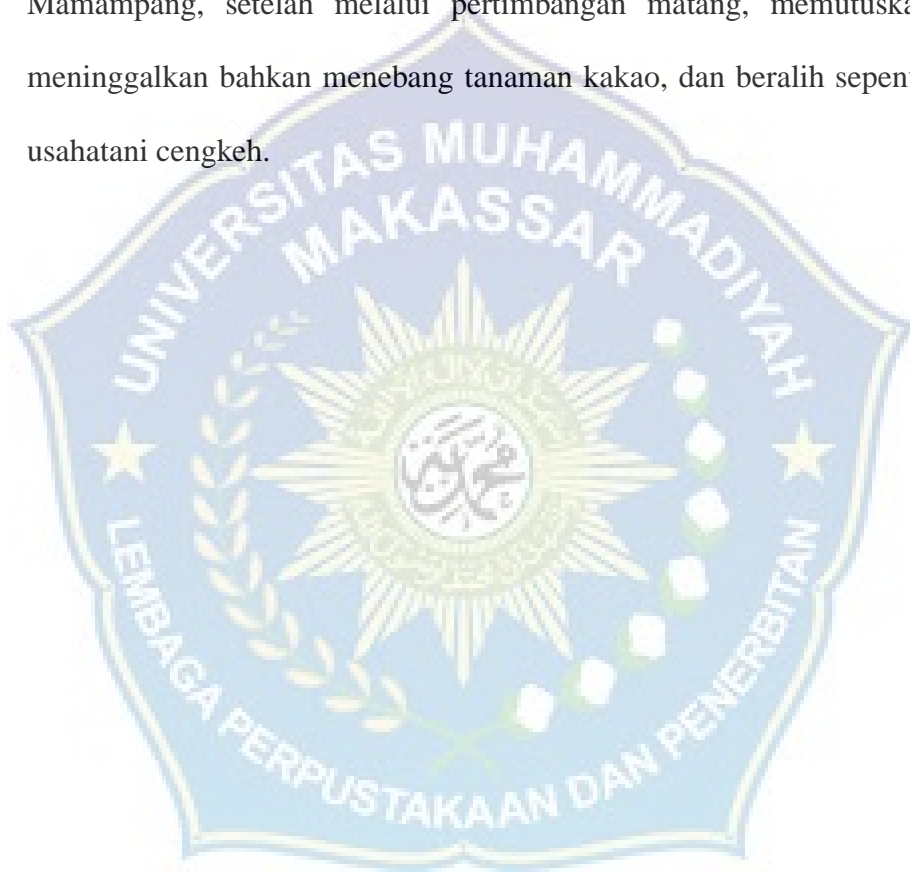 Mamampang, setelah melalui pertimbangan matang, memutuska
meninggalkan bahkan menebang tanaman kakao, dan beralih sepen
usahatani cengkeh.
UNIVERSITAS MUHAMMADIYAH
MAKASSAR
LEMBAGA PERPUSTAKAAN DAN PENERBITAN